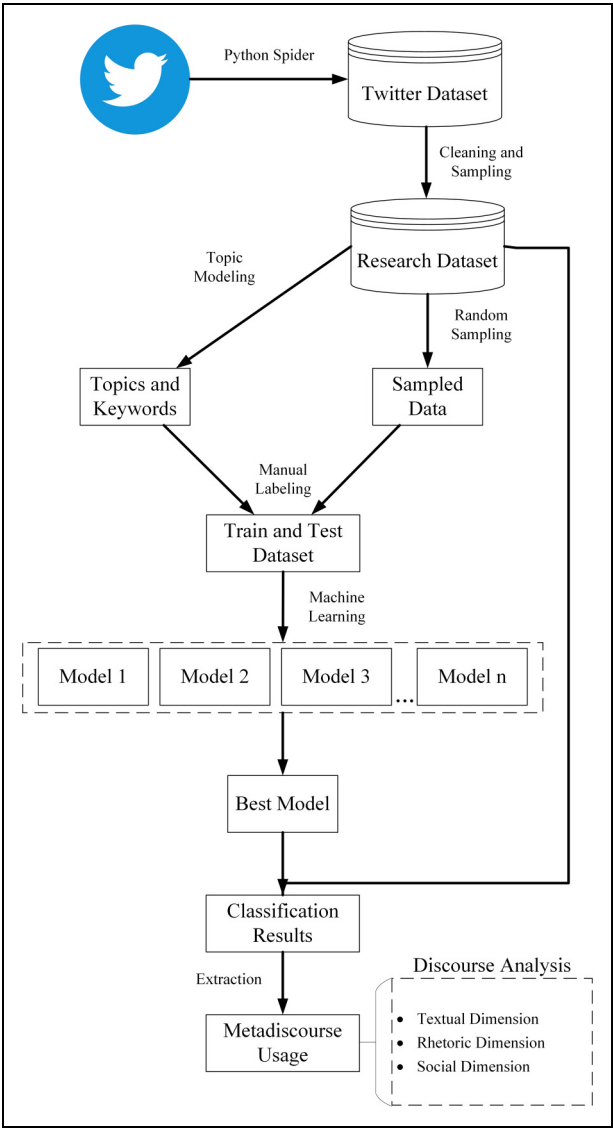 Python Spider
Twitter Dataset
Cleaning and
Sampling
Research Dataset
Topic
Modeling
Random
Sampling
Topics and
Keywords
Sampled
Data
Manual
Labeling
Train and Test
Dataset
Machine
Learning
Model 1
Model 2
Model 3
...
Model n
Best Model
Classification
Results
Extraction
Discourse Analysis
Metadiscourse
Usage
• Textual Dimension
• Rhetoric Dimension
• Social Dimension